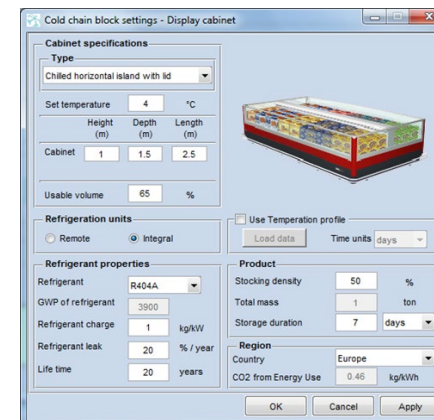 Cold chain block settings - Display cabinet
Cabinet specifications
Type
Chilled horizontal island with lid
Set temperature 4 °C
Height (m) Depth (m) Length (m)
Cabinet 1 1.5 2.5
Usable volume 65 %
Refrigeration units
Remote Integral
Use Temperation profile
Load data Time units days
Refrigerant properties
Refrigerant R404A
GWP of refrigerant 3900
Refrigerant charge 1 kg/kW
Refrigerant leak 20 % / year
Life time 20 years
Product
Stocking density 50 %
Total mass 1 ton
Storage duration 7 days
Region
Country Europe
CO2 from Energy Use 0.46 kg/kWh
OK Cancel Apply